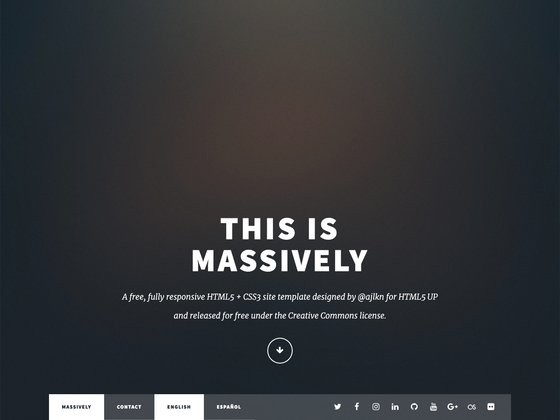 THIS IS
MASSIVELY
A free, fully responsive HTML5 + CSS3 site template designed by @ajlkn for HTML5 UP
and released for free under the Creative Commons license.
MASSIVELY CONTACT ENGLISH ESPAÑOL